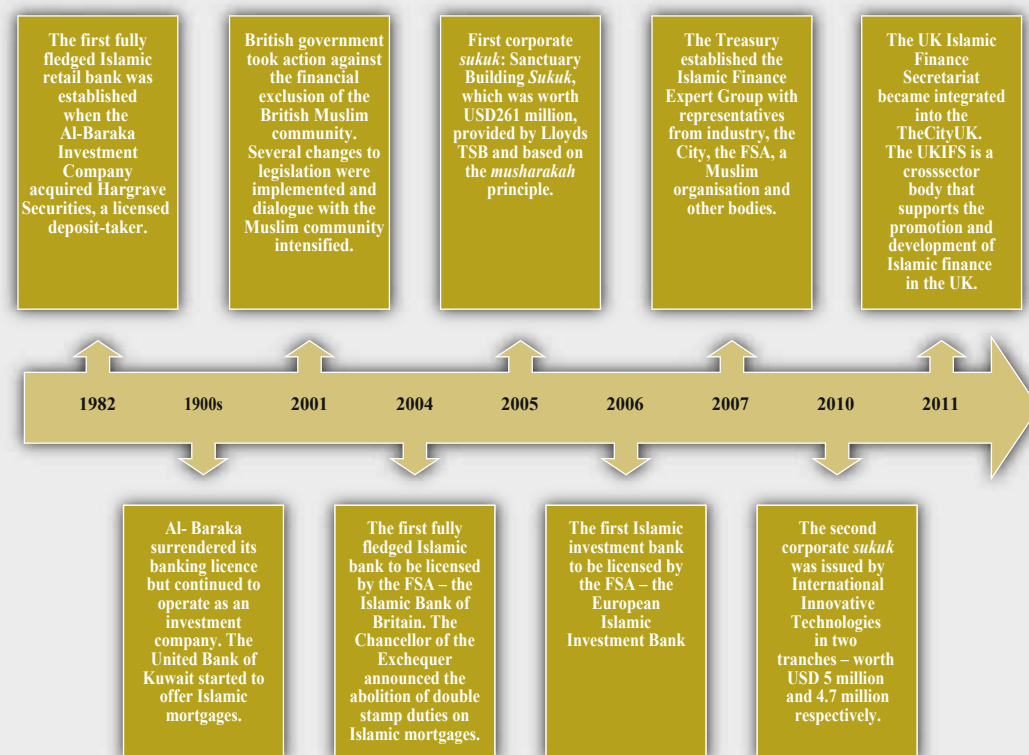 The first fully
fledged Islamic
retail bank was
established
when the
Al-Baraka
Investment
Company
acquired Hargrave
Securities, a licensed
deposit-taker.
British government
took action against
the financial
exclusion of the
British Muslim
community.
Several changes to
legislation were
implemented and
dialogue with the
Muslim community
intensified.
First corporate
sukuk: Sanctuary
Building Sukuk,
which was worth
USD261 million,
provided by Lloyds
TSB and based on
the musharakah
principle.
The Treasury
established the
Islamic Finance
Expert Group with
representatives
from industry, the
City, the FSA, a
Muslim
organisation and
other bodies.
The UK Islamic
Finance
Secretariat
became integrated
into the
TheCityUK.
The UKIFS is a
crosssector
body that
supports the
promotion and
development of
Islamic finance
in the UK.
1982 1900s 2001 2004 2005 2006 2007 2010 2011
Al- Baraka
surrendered its
banking licence
but continued to
operate as an
investment
company. The
United Bank of
Kuwait started to
offer Islamic
mortgages.
The first fully
fledged Islamic
bank to be licensed
by the FSA – the
Islamic Bank of
Britain. The
Chancellor of the
Exchequer
announced the
abolition of double
stamp duties on
Islamic mortgages.
The first Islamic
investment bank
to be licensed by
the FSA – the
European
Islamic
Investment Bank
The second
corporate sukuk
was issued by
International
Innovative
Technologies
in two
tranches – worth
USD 5 million
and 4.7 million
respectively.